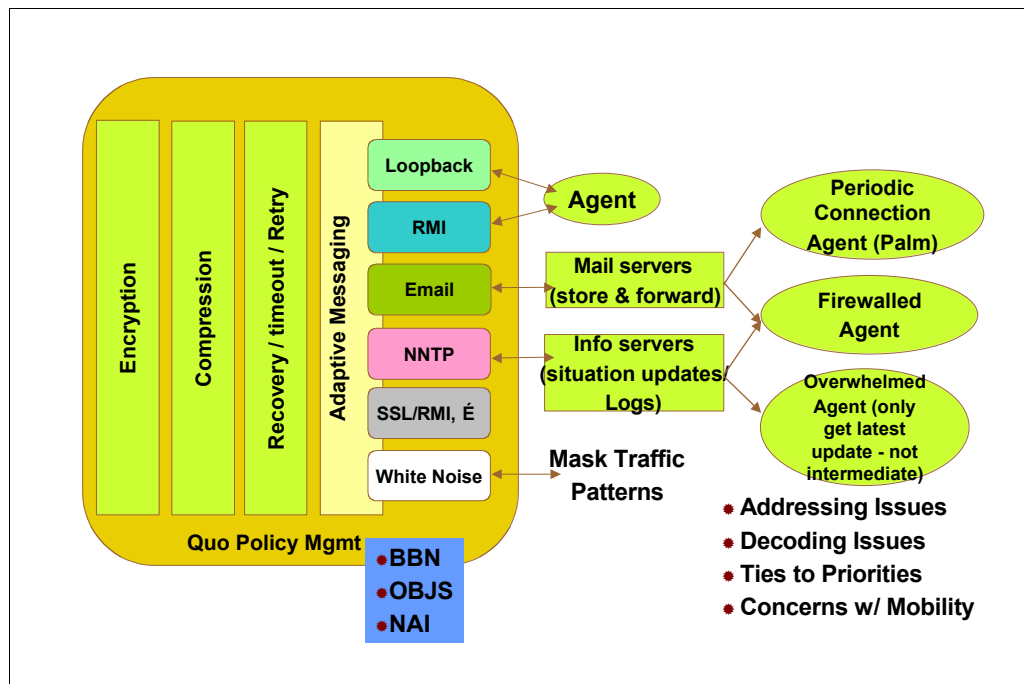 Encryption
Compression
Recovery / timeout / Retry
Adaptive Messaging
Loopback
RMI
Email
NNTP
SSL/RMI, É
White Noise
Quo Policy Mgmt
BBN
OBJS
NAI
Agent
Mail servers
(store & forward)
Info servers
(situation updates/
Logs)
Mask Traffic
Patterns
Periodic
Connection
Agent (Palm)
Firewalled
Agent
Overwhelmed
Agent (only
get latest
update - not
intermediate)
Addressing Issues
Decoding Issues
Ties to Priorities
Concerns w/ Mobility